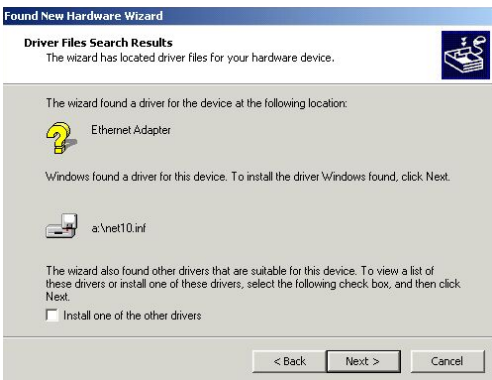 Found New Hardware Wizard
Driver Files Search Results
The wizard has located driver files for your hardware device.
The wizard found a driver for the device at the following location:
Ethernet Adapter
Windows found a driver for this device. To install the driver Windows found, click Next.
a:\net10.inf
The wizard also found other drivers that are suitable for this device. To view a list of
these drivers or install one of these drivers, select the following check box, and then click
Next.
Install one of the other drivers
< Back Next > Cancel